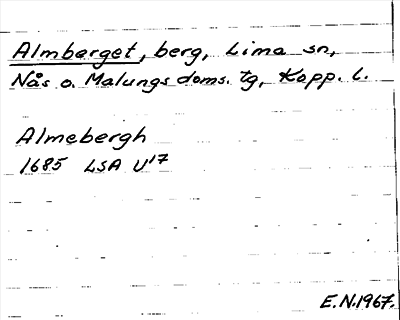 Almberget, berg, Lima sn,
Nås o. Malungs doms. tg, Kopp. l.
Almebergh
1685 LSA U17
E.N.1967.